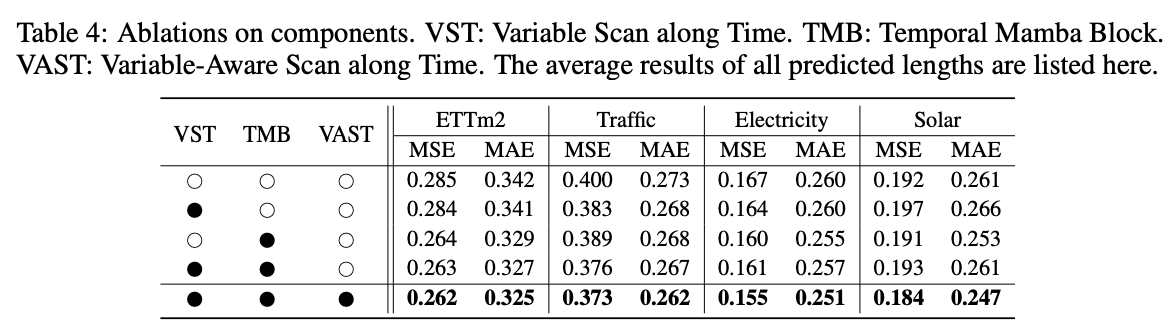 Table 4: Ablations on components. VST: Variable Scan along Time. TMB: Temporal Mamba Block.
VAST: Variable-Aware Scan along Time. The average results of all predicted lengths are listed here.
VST TMB VAST ETTm2 Traffic Electricity Solar
MSE MAE MSE MAE MSE MAE MSE MAE
○ ○ ○ 0.285 0.342 0.400 0.273 0.167 0.260 0.192 0.261
● ○ ○ 0.284 0.341 0.383 0.268 0.164 0.260 0.197 0.266
○ ● ○ 0.264 0.329 0.389 0.268 0.160 0.255 0.191 0.253
● ● ○ 0.263 0.327 0.376 0.267 0.161 0.257 0.193 0.261
● ● ● 0.262 0.325 0.373 0.262 0.155 0.251 0.184 0.247